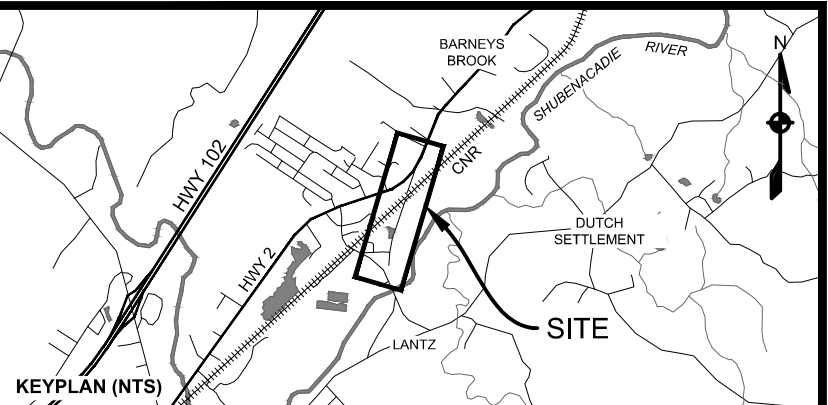 BARNEYS
BROOK
SHUBENACADIE RIVER
N
HWY 102
CNR
DUTCH
SETTLEMENT
HWY 2
SITE
LANTZ
KEYPLAN (NTS)